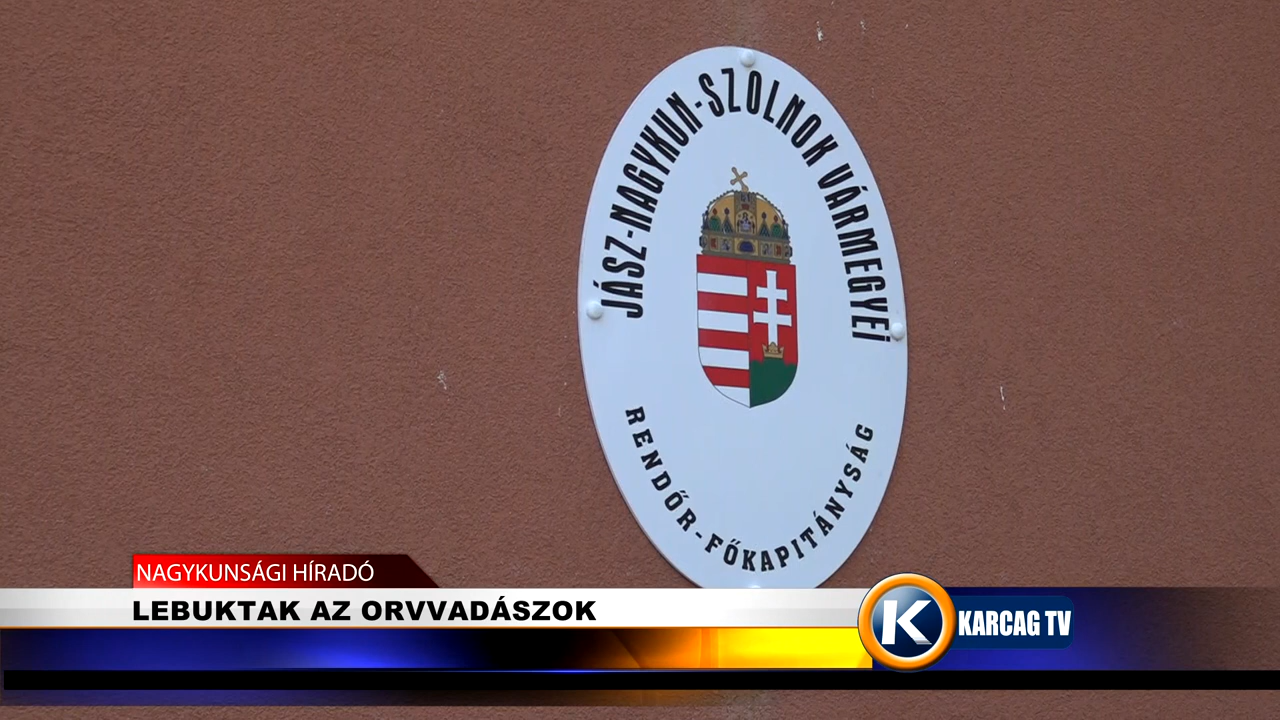 JÁSZ-NAGYKUN-SZOLNOK VÁRMEGYEI
RENDŐR-FŐKAPITÁNYSÁG
NAGYKUNSÁGI HÍRADÓ
LEBUKTAK AZ ORVVADÁSZOK
K KARCAG TV